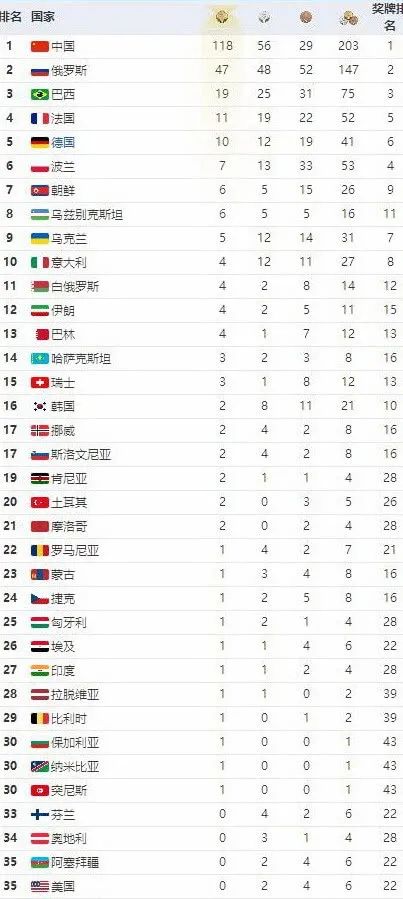 排名 国家 奖牌排名
1 中国 118 56 29 203 1
2 俄罗斯 47 48 52 147 2
3 巴西 19 25 31 75 3
4 法国 11 19 22 52 5
5 德国 10 12 19 41 6
6 波兰 7 13 33 53 4
7 朝鲜 6 5 15 26 9
8 乌兹别克斯坦 6 5 5 16 11
9 乌克兰 5 12 14 31 7
10 意大利 4 12 11 27 8
11 白俄罗斯 4 2 8 14 12
12 伊朗 4 2 5 11 15
13 巴林 4 1 7 12 13
14 哈萨克斯坦 3 2 3 8 16
15 瑞士 3 1 8 12 13
16 韩国 2 8 11 21 10
17 挪威 2 4 2 8 16
17 斯洛文尼亚 2 4 2 8 16
19 肯尼亚 2 1 1 4 28
20 土耳其 2 0 3 5 26
21 摩洛哥 2 0 2 4 28
22 罗马尼亚 1 4 2 7 21
23 蒙古 1 3 4 8 16
24 捷克 1 2 5 8 16
25 匈牙利 1 2 1 4 28
26 埃及 1 1 4 6 22
27 印度 1 1 2 4 28
28 拉脱维亚 1 1 0 2 39
29 比利时 1 0 1 2 39
30 保加利亚 1 0 0 1 43
30 纳米比亚 1 0 0 1 43
30 突尼斯 1 0 0 1 43
33 芬兰 0 4 2 6 22
34 奥地利 0 3 1 4 28
35 阿塞拜疆 0 2 4 6 22
35 美国 0 2 4 6 22